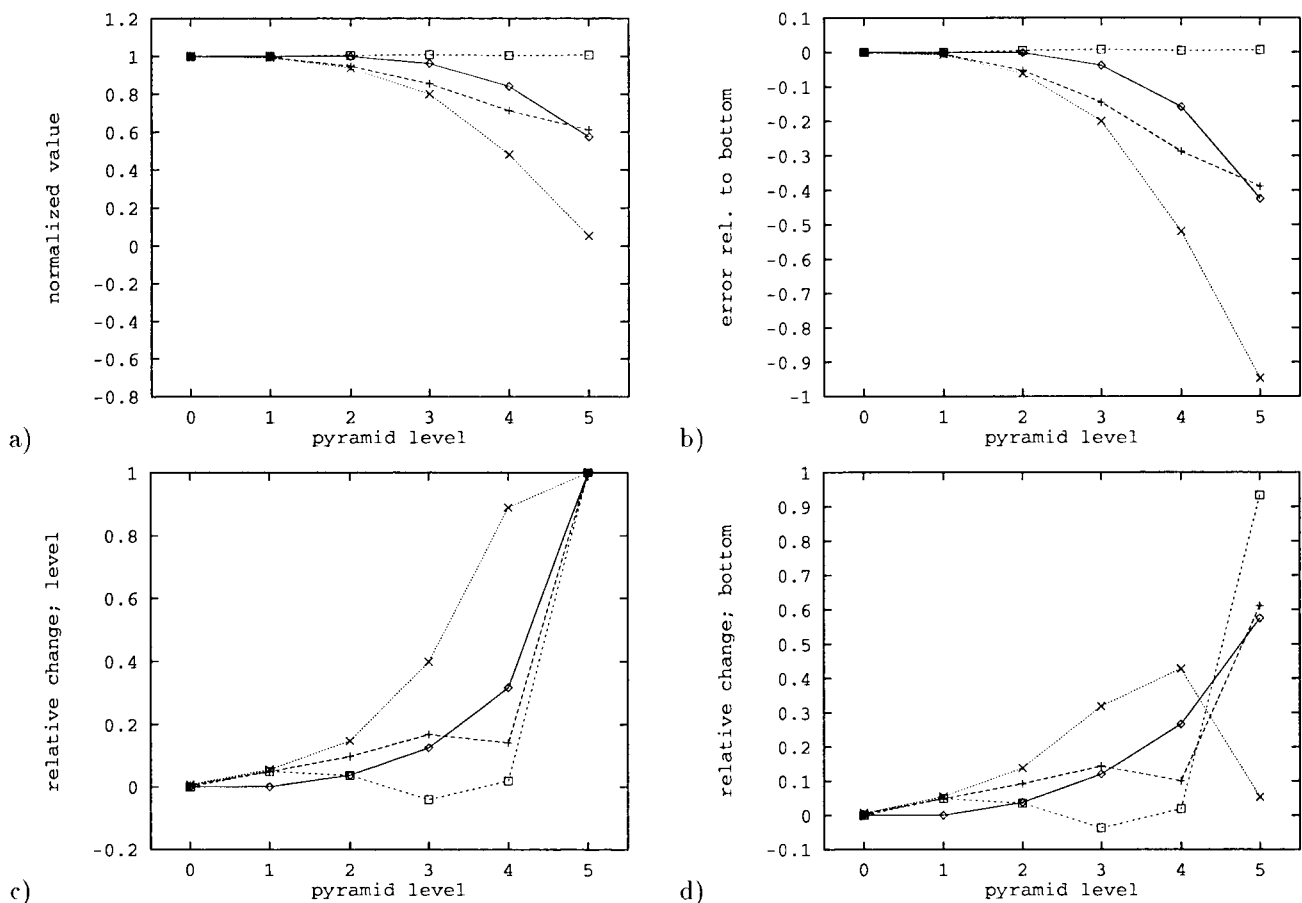 1.2
1
0.8
0.6
0.4
0.2
0
-0.2
-0.4
-0.6
-0.8
normalized value
0 1 2 3 4 5
pyramid level
a)
0.1
0
-0.1
-0.2
-0.3
-0.4
-0.5
-0.6
-0.7
-0.8
-0.9
-1
error rel. to bottom
0 1 2 3 4 5
pyramid level
b)
1
0.8
0.6
0.4
0.2
0
-0.2
relative change; level
0 1 2 3 4 5
pyramid level
c)
1
0.9
0.8
0.7
0.6
0.5
0.4
0.3
0.2
0.1
0
-0.1
relative change; bottom
0 1 2 3 4 5
pyramid level
d)